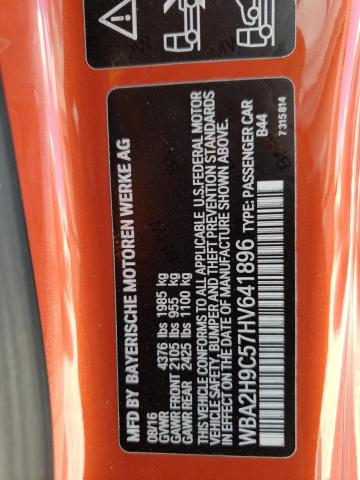 MFD BY BAYERISCHE MOTOREN WERKE AG
08/16
GVWR 4376 lbs 1985 kg
GAWR FRONT 2105 lbs 955 kg
GAWR REAR 2425 lbs 1100 kg
THIS VEHICLE CONFORMS TO ALL APPLICABLE U.S.FEDERAL MOTOR
VEHICLE SAFETY, BUMPER AND THEFT PREVENTION STANDARDS
IN EFFECT ON THE DATE OF MANUFACTURE SHOWN ABOVE.
WBA2H9C57HV641896 TYPE: PASSENGER CAR
B44
7 315 814